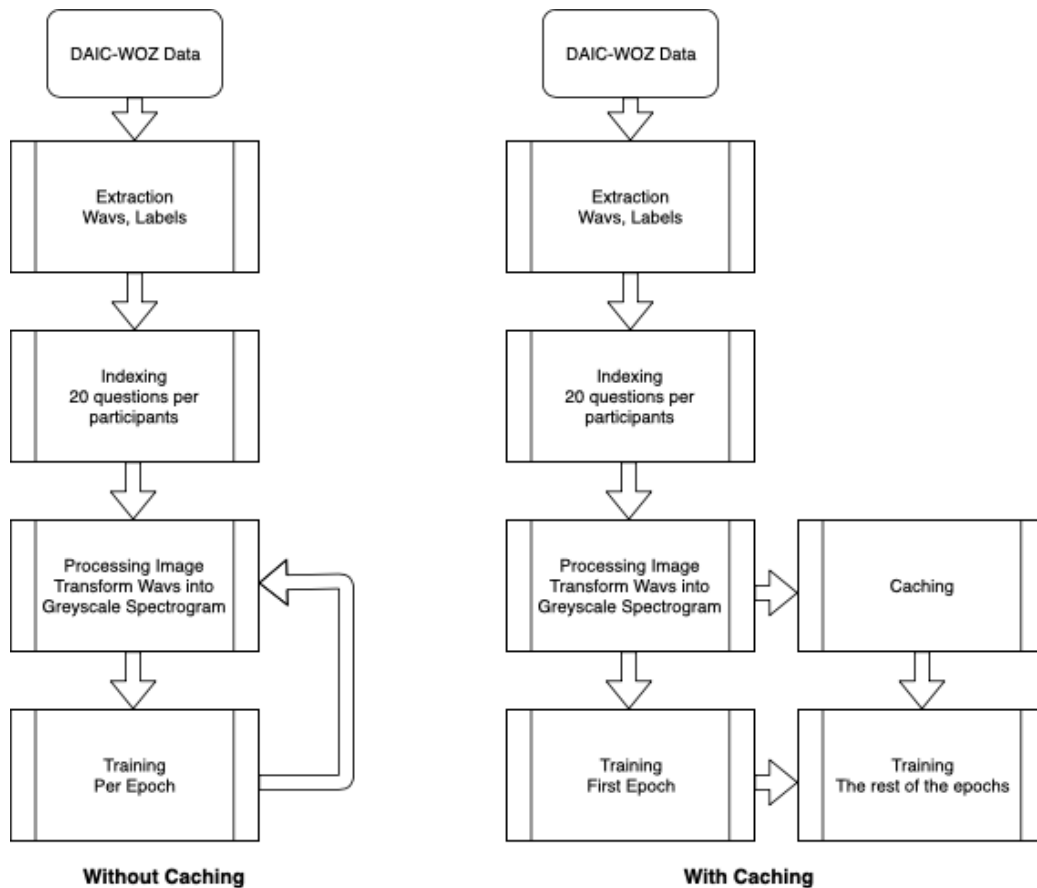 DAIC-WOZ Data
Extraction
Wavs, Labels
Indexing
20 questions per
participants
Processing Image
Transform Wavs into
Greyscale Spectrogram
Training
Per Epoch
Without Caching
DAIC-WOZ Data
Extraction
Wavs, Labels
Indexing
20 questions per
participants
Processing Image
Transform Wavs into
Greyscale Spectrogram
Caching
Training
First Epoch
Training
The rest of the epochs
With Caching